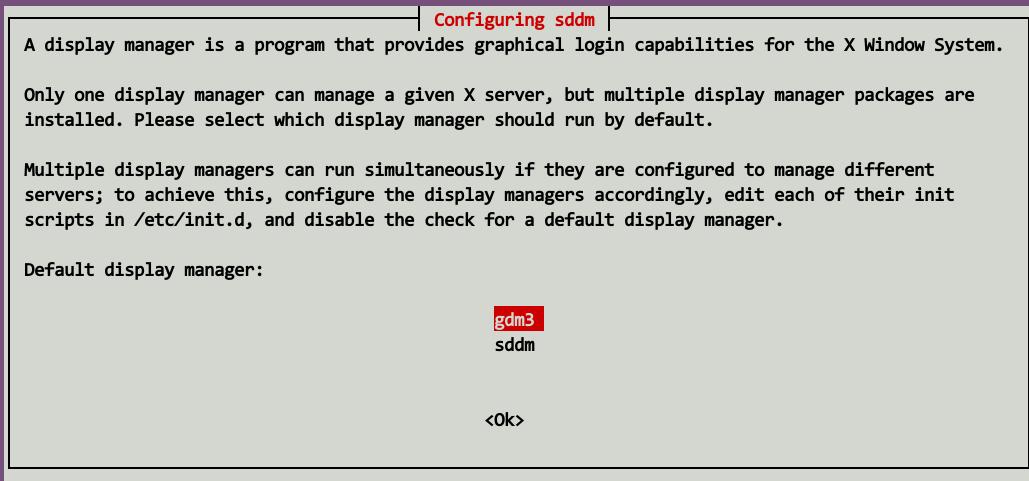 Configuring sddm
A display manager is a program that provides graphical login capabilities for the X Window System.
Only one display manager can manage a given X server, but multiple display manager packages are
installed. Please select which display manager should run by default.
Multiple display managers can run simultaneously if they are configured to manage different
servers; to achieve this, configure the display managers accordingly, edit each of their init
scripts in /etc/init.d, and disable the check for a default display manager.
Default display manager:
gdm3
sddm
<Ok>